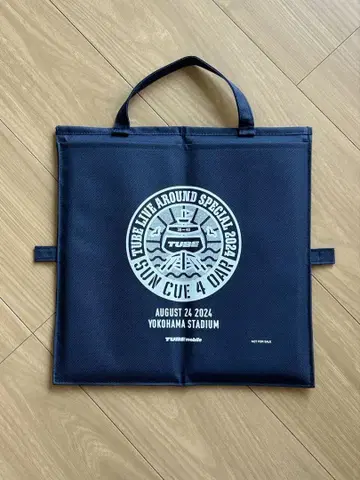 TUBE LIVE AROUND SPECIAL 2024
TUBE
SUN CUE 4 DAP
AUGUST 24 2024
YOKOHAMA STADIUM
TUBE mobile
NOT FOR SALE